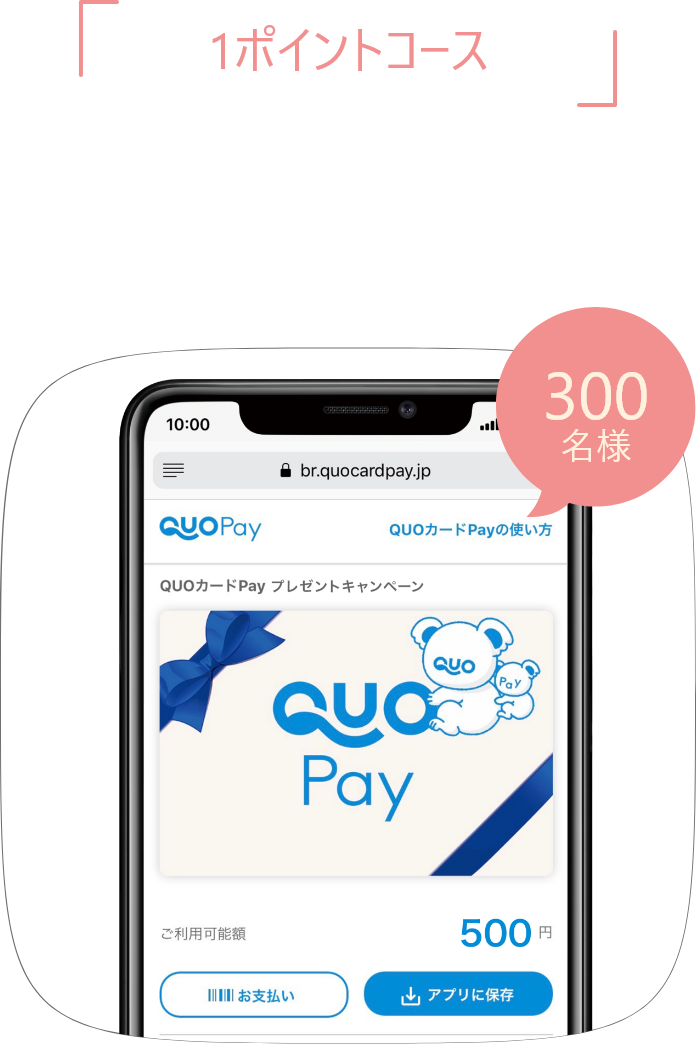 1ポイントコース
300
名様
10:00
br.quocardpay.jp
QUO Pay
QUOカードPayの使い方
QUOカードPay プレゼントキャンペーン
QUO
Pay
QUO
Pay
ご利用可能額
500 円
お支払い
アプリに保存